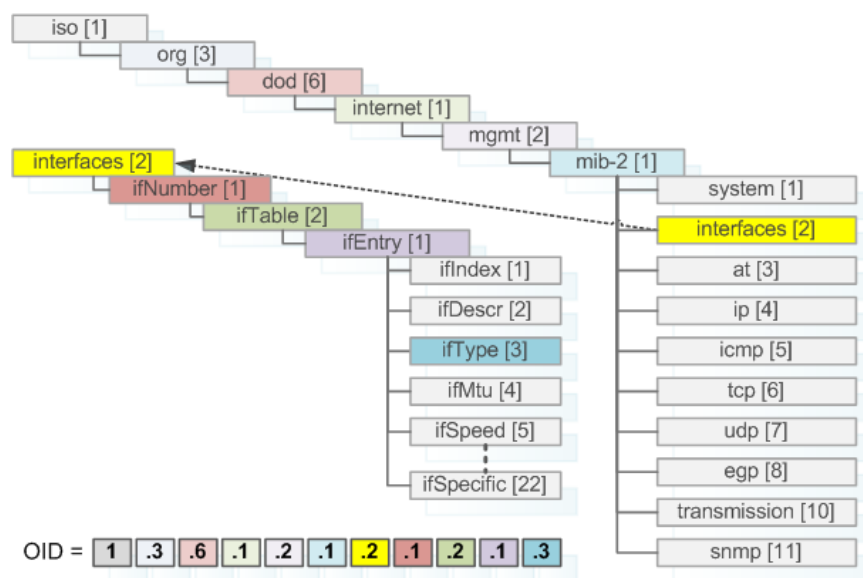 iso [1]
org [3]
dod [6]
internet [1]
mgmt [2]
mib-2 [1]
system [1]
interfaces [2]
at [3]
ip [4]
icmp [5]
tcp [6]
udp [7]
egp [8]
transmission [10]
snmp [11]
interfaces [2]
ifNumber [1]
ifTable [2]
ifEntry [1]
ifIndex [1]
ifDescr [2]
ifType [3]
ifMtu [4]
ifSpeed [5]
ifSpecific [22]
OID = 1 .3 .6 .1 .2 .1 .2 .1 .2 .1 .3